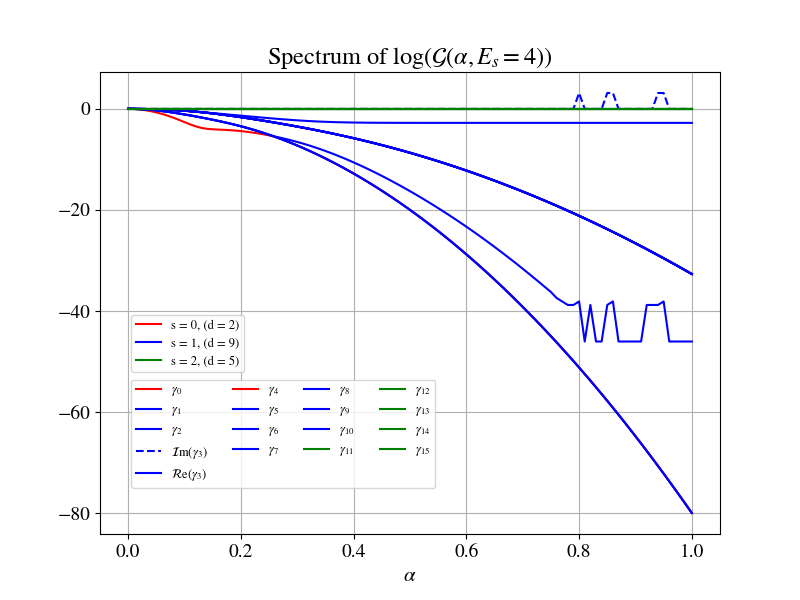 Spectrum of log(𝒢(α, E_s = 4))
0
−20
−40
−60
−80
s = 0, (d = 2)
s = 1, (d = 9)
s = 2, (d = 5)
γ₀ γ₄ γ₈ γ₁₂
γ₁ γ₅ γ₉ γ₁₃
γ₂ γ₆ γ₁₀ γ₁₄
ℐm(γ₃) γ₇ γ₁₁ γ₁₅
ℛe(γ₃)
0.0 0.2 0.4 0.6 0.8 1.0
α